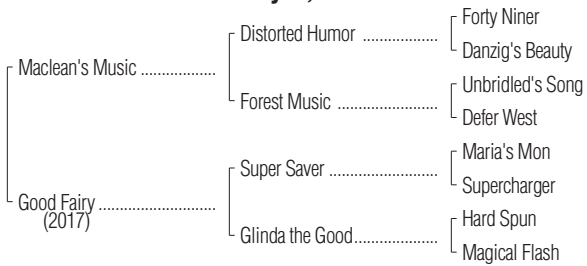 Forty Niner
Distorted Humor ..................
Danzig's Beauty
Maclean's Music ..................
Unbridled's Song
Forest Music ........................
Defer West
Maria's Mon
Super Saver ..........................
Supercharger
Good Fairy ............................
(2017)
Hard Spun
Glinda the Good....................
Magical Flash